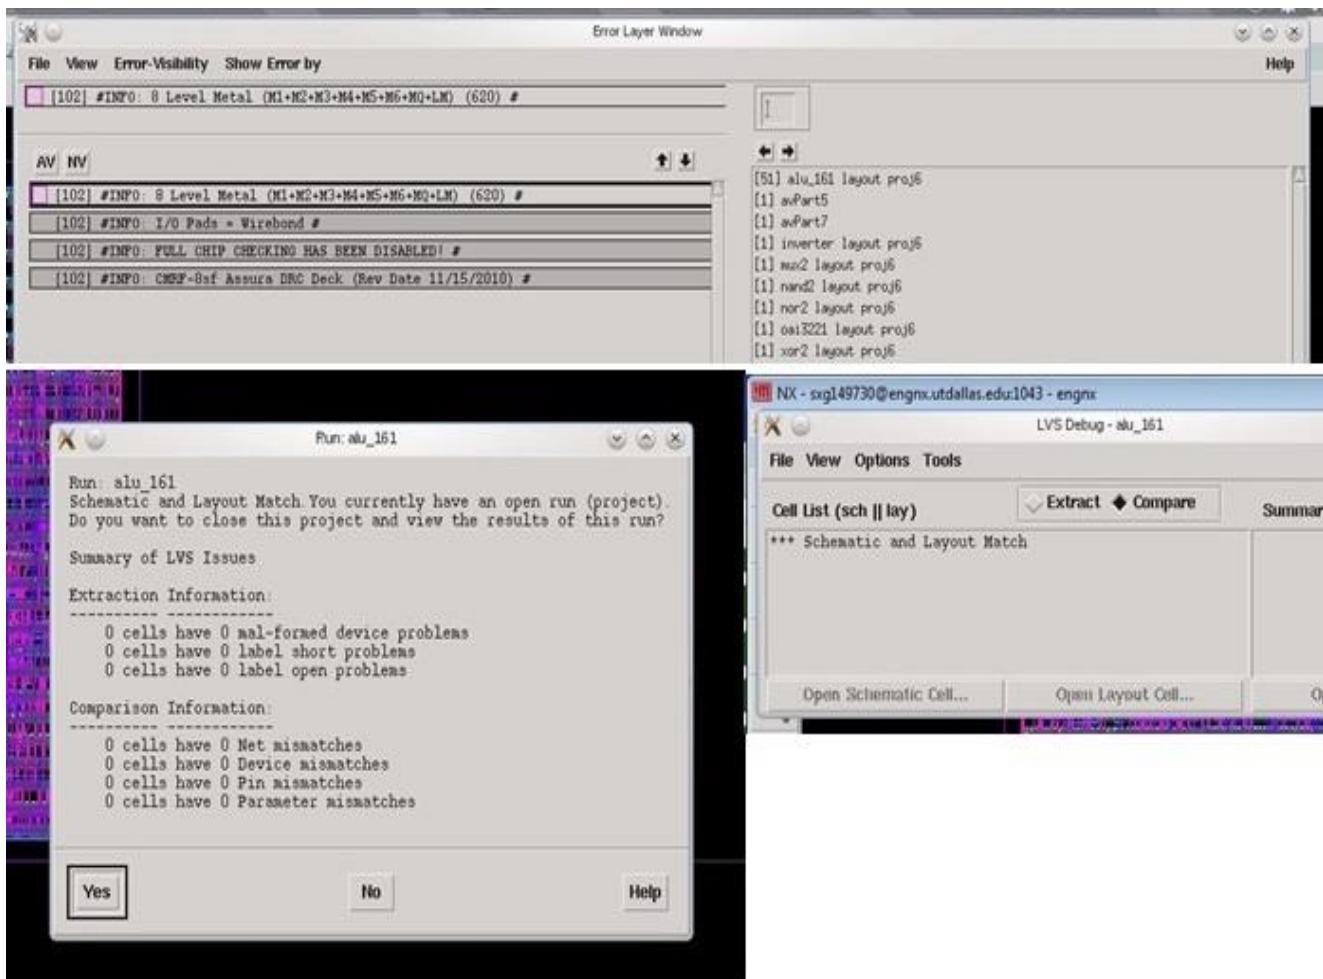 Error Layer Window
File View Error-Visibility Show Error by Help
[102] #INFO: 8 Level Metal (M1+M2+M3+M4+M5+M6+MQ+LM) (620) #
AV NV
[102] #INFO: 8 Level Metal (M1+M2+M3+M4+M5+M6+MQ+LM) (620) #
[102] #INFO: I/O Pads = Wirebond #
[102] #INFO: FULL CHIP CHECKING HAS BEEN DISABLED! #
[102] #INFO: CMRF-8sf Assura DRC Deck (Rev Date 11/15/2010) #
[51] alu_161 layout proj6
[1] avPart5
[1] avPart7
[1] inverter layout proj6
[1] mux2 layout proj6
[1] nand2 layout proj6
[1] nor2 layout proj6
[1] oai3221 layout proj6
[1] xor2 layout proj6
Run: alu_161
Run: alu_161
Schematic and Layout Match.You currently have an open run (project).
Do you want to close this project and view the results of this run?
Summary of LVS Issues
Extraction Information:
---------- ------------
0 cells have 0 mal-formed device problems
0 cells have 0 label short problems
0 cells have 0 label open problems
Comparison Information:
---------- ------------
0 cells have 0 Net mismatches
0 cells have 0 Device mismatches
0 cells have 0 Pin mismatches
0 cells have 0 Parameter mismatches
Yes No Help
NX - sxg149730@engnx.utdallas.edu:1043 - engnx
LVS Debug - alu_161
File View Options Tools
Cell List (sch || lay) Extract Compare Summar
*** Schematic and Layout Match
Open Schematic Cell... Open Layout Cell... O